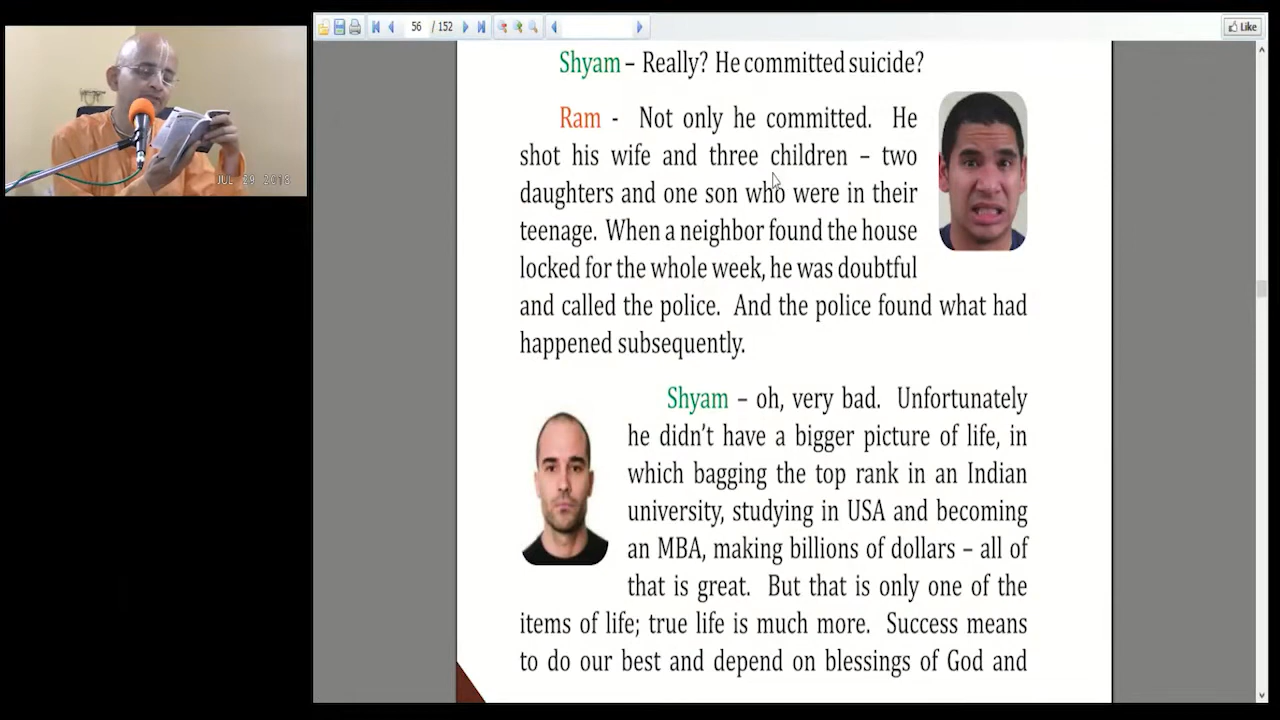 56 / 152
Like
JUL 29 2018
Shyam – Really? He committed suicide?
Ram - Not only he committed. He
shot his wife and three children – two
daughters and one son who were in their
teenage. When a neighbor found the house
locked for the whole week, he was doubtful
and called the police. And the police found what had
happened subsequently.
Shyam – oh, very bad. Unfortunately
he didn't have a bigger picture of life, in
which bagging the top rank in an Indian
university, studying in USA and becoming
an MBA, making billions of dollars – all of
that is great. But that is only one of the
items of life; true life is much more. Success means
to do our best and depend on blessings of God and